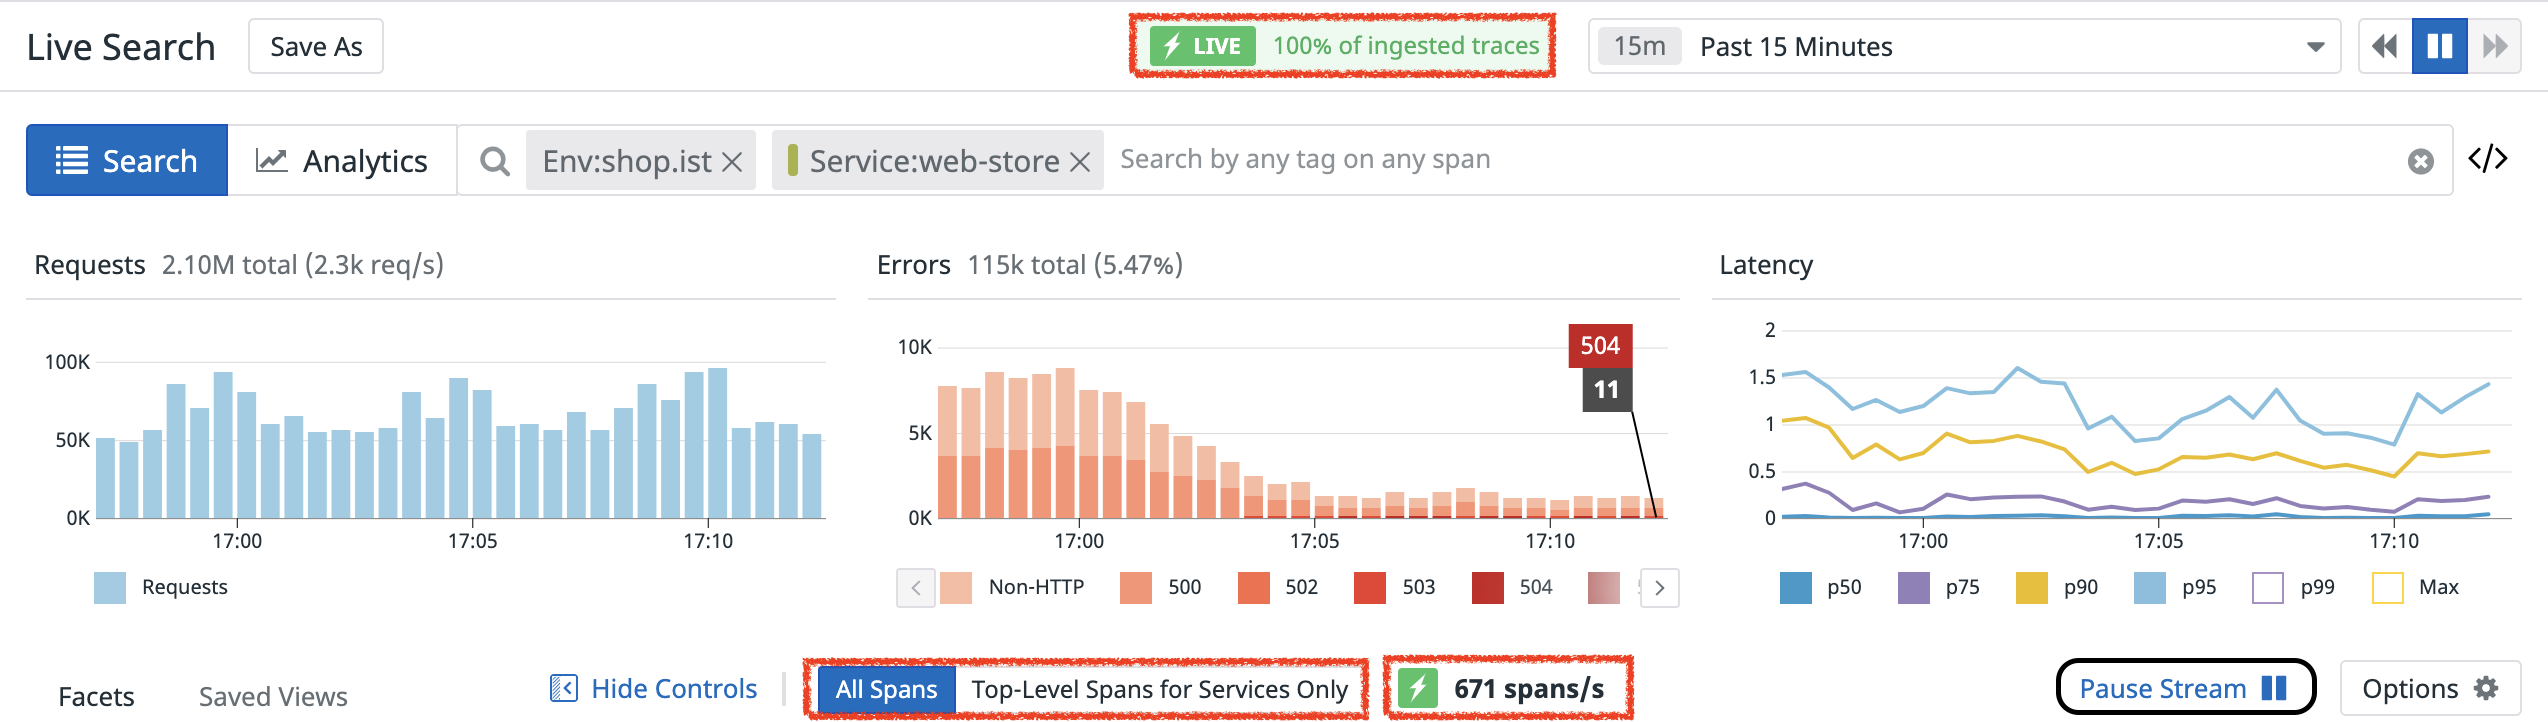 Live Search Save As LIVE 100% of ingested traces 15m Past 15 Minutes
Search Analytics Env:shop.ist Service:web-store Search by any tag on any span </>
Requests 2.10M total (2.3k req/s)
100K
50K
0K
17:00 17:05 17:10
Requests
Errors 115k total (5.47%)
504
11
10K
5K
0K
17:00 17:05 17:10
Non-HTTP 500 502 503 504
Latency
2
1.5
1
0.5
0
17:00 17:05 17:10
p50 p75 p90 p95 p99 Max
Facets Saved Views Hide Controls All Spans Top-Level Spans for Services Only 671 spans/s Pause Stream Options